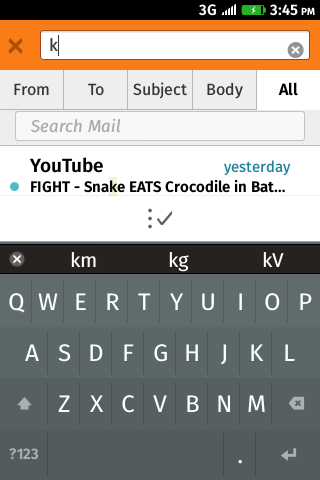 3G 3:45 PM
k
From To Subject Body All
Search Mail
YouTube yesterday
FIGHT - Snake EATS Crocodile in Bat...
km kg kV
Q W E R T Y U I O P
A S D F G H J K L
Z X C V B N M
?123 .